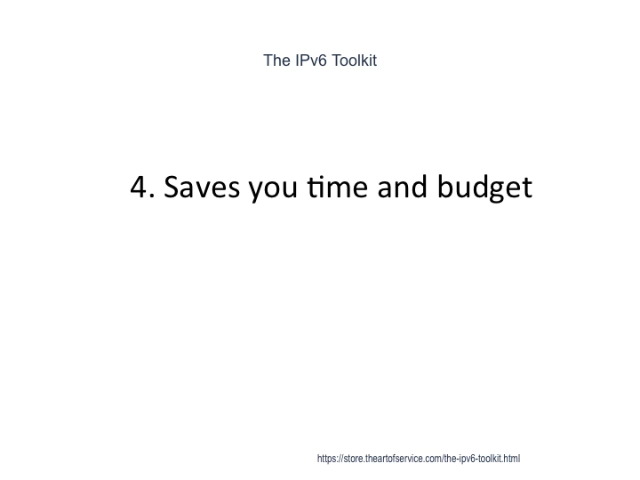 The IPv6 Toolkit
4. Saves you time and budget
https://store.theartofservice.com/the-ipv6-toolkit.html